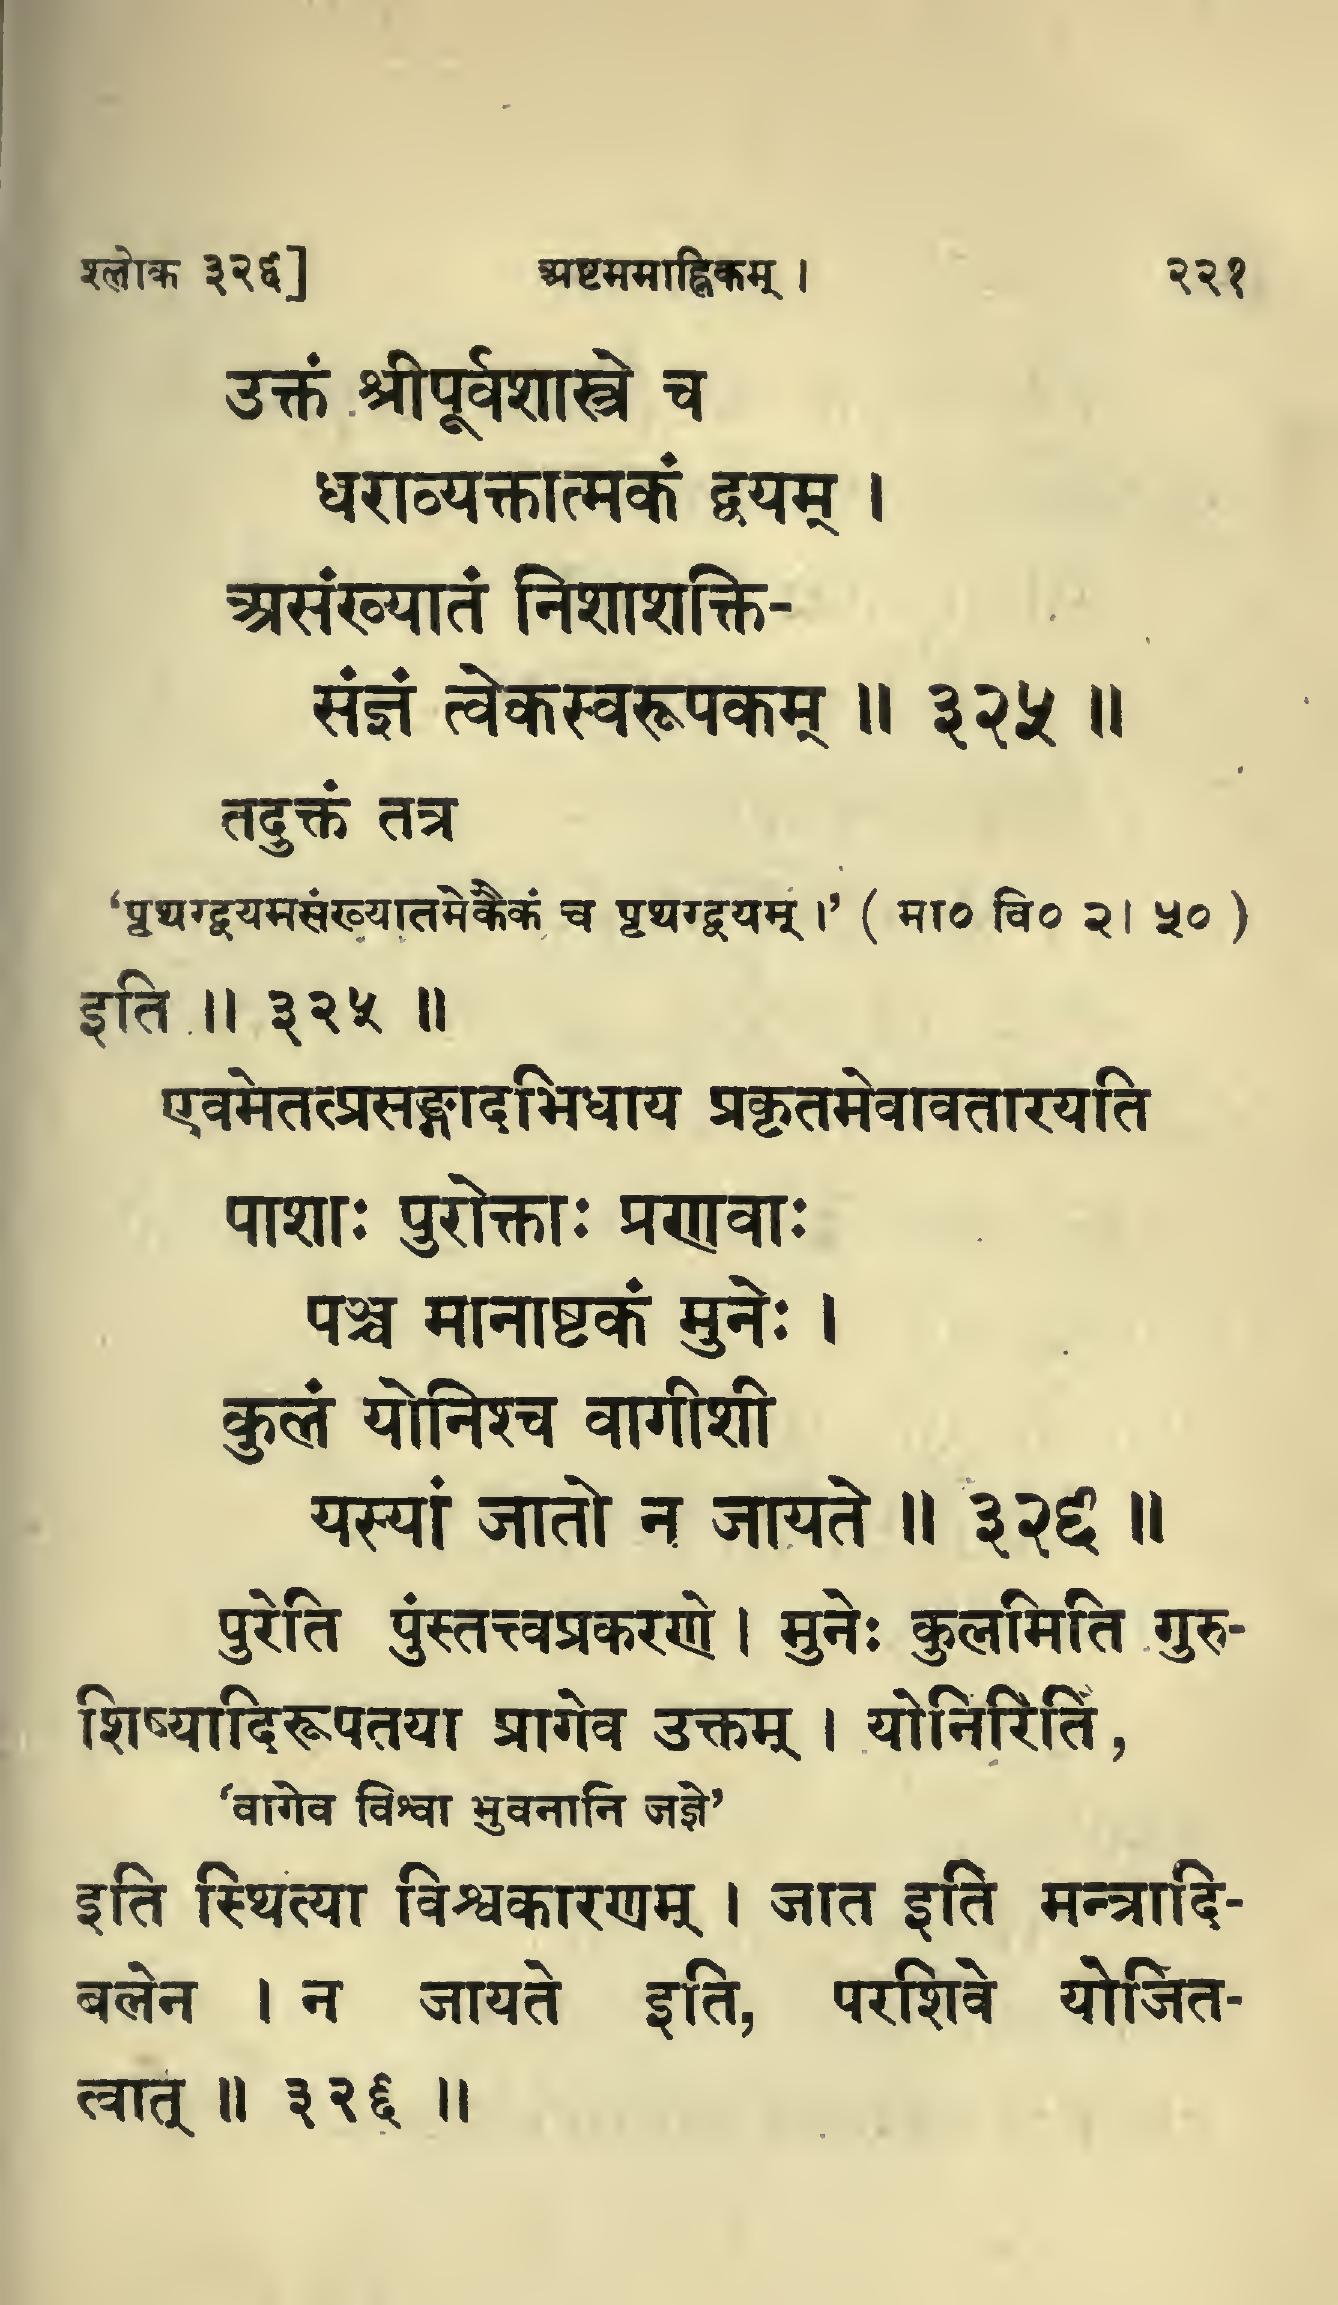 श्लोक ३२६]
अष्टममाह्निकम् ।
२२१
उक्तं श्रीपूर्वशास्त्रे च
धराव्यक्तात्मकं द्वयम् ।
असंख्यातं निशाशक्ति-
संज्ञं त्वेकस्वरूपकम् ॥ ३२५ ॥
तदुक्तं तत्र
‘पृथग्द्वयमसंख्यातमेकैकं च पृथग्द्वयम् ।’ ( मा० वि० २। ५० )
इति ॥ ३२५ ॥
एवमेतत्प्रसङ्गादभिधाय प्रकृतमेवावतारयति
पाशाः पुरोक्ताः प्रणवाः
पञ्च मानाष्टकं मुनेः ।
कुलं योनिश्च वागीशी
यस्यां जातो न जायते ॥ ३२६ ॥
पुरेति पुंस्तत्त्वप्रकरणे । मुनेः कुलमिति गुरु-
शिष्यादिरूपतया प्रागेव उक्तम् । योनिरिति,
‘वागेव विश्वा भुवनानि जज्ञे’
इति स्थित्या विश्वकारणम् । जात इति मन्त्रादि-
बलेन । न जायते इति, परशिवे योजित-
त्वात् ॥ ३२६ ॥